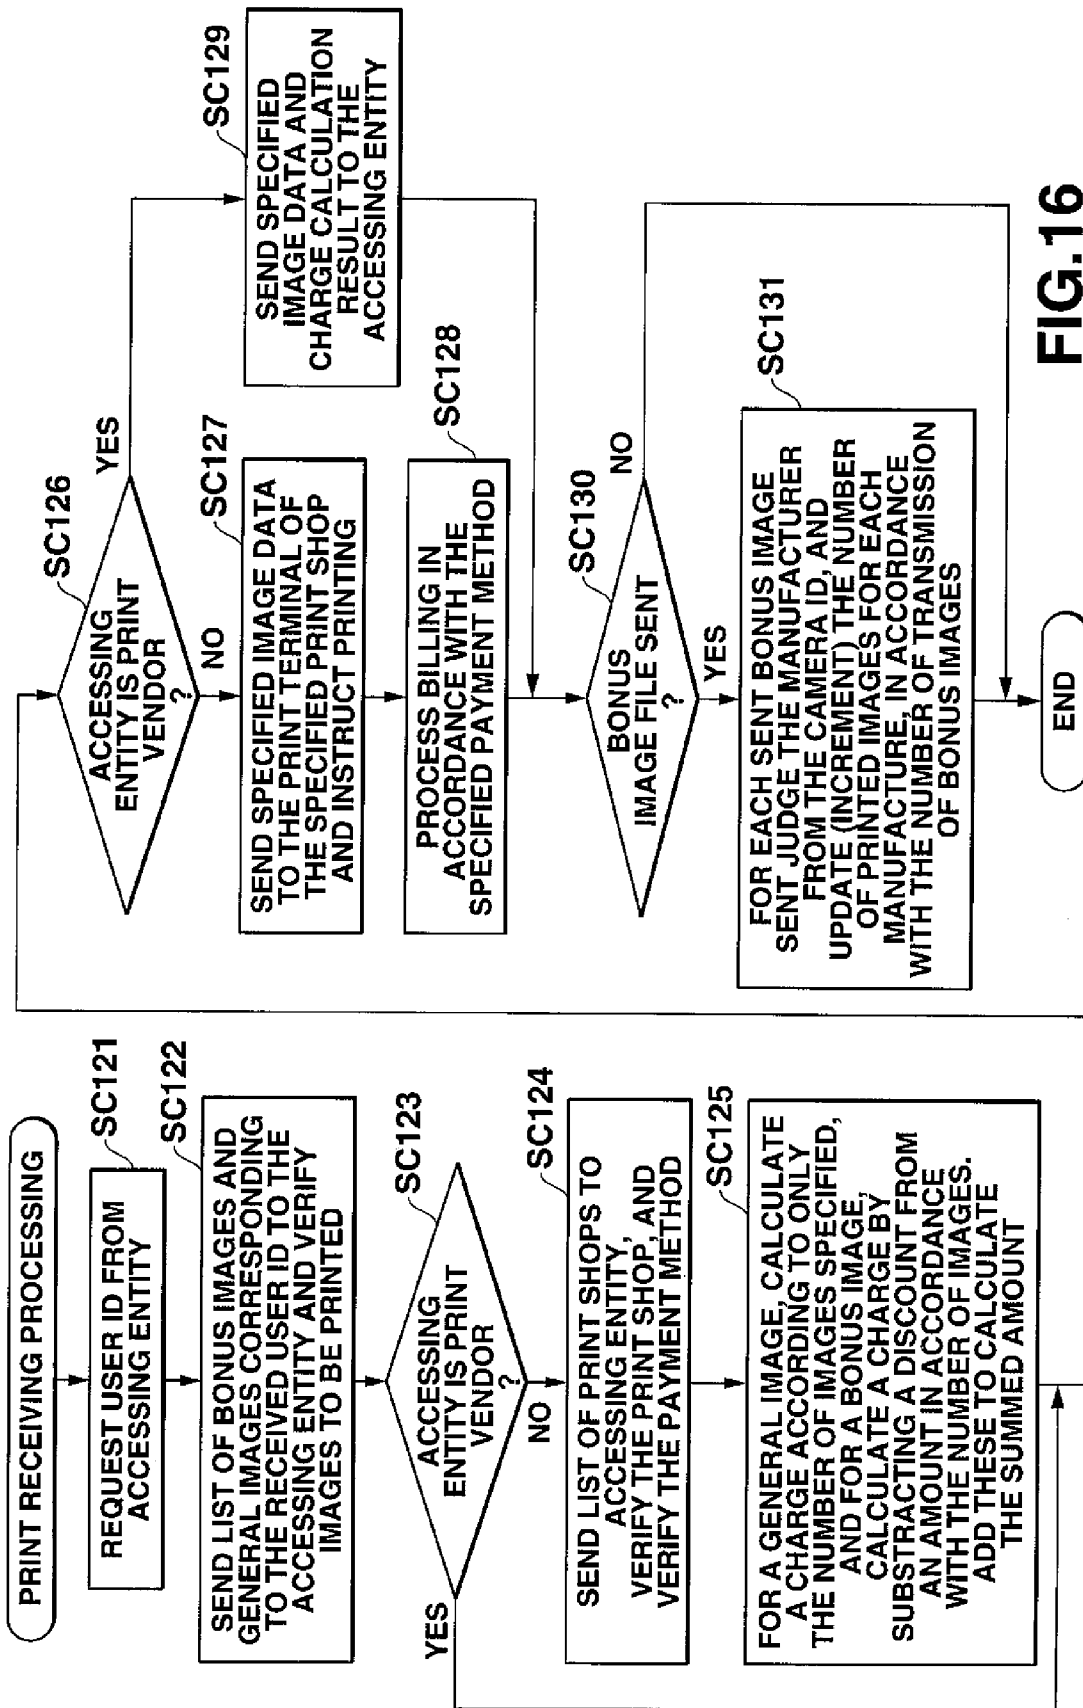 PRINT RECEIVING PROCESSING
SC121
REQUEST USER ID FROM
ACCESSING ENTITY
SC122
SEND LIST OF BONUS IMAGES AND
GENERAL IMAGES CORRESPONDING
TO THE RECEIVED USER ID TO THE
ACCESSING ENTITY AND VERIFY
IMAGES TO BE PRINTED
SC123
ACCESSING
ENTITY IS PRINT
VENDOR
?
YES
NO
SC124
SEND LIST OF PRINT SHOPS TO
ACCESSING ENTITY,
VERIFY THE PRINT SHOP, AND
VERIFY THE PAYMENT METHOD
SC125
FOR A GENERAL IMAGE, CALCULATE
A CHARGE ACCORDING TO ONLY
THE NUMBER OF IMAGES SPECIFIED,
AND FOR A BONUS IMAGE,
CALCULATE A CHARGE BY
SUBSTRACTING A DISCOUNT FROM
AN AMOUNT IN ACCORDANCE
WITH THE NUMBER OF IMAGES.
ADD THESE TO CALCULATE
THE SUMMED AMOUNT
SC126
ACCESSING
ENTITY IS PRINT
VENDOR
?
YES
NO
SC127
SEND SPECIFIED IMAGE DATA
TO THE PRINT TERMINAL OF
THE SPECIFIED PRINT SHOP
AND INSTRUCT PRINTING
SC128
PROCESS BILLING IN
ACCORDANCE WITH THE
SPECIFIED PAYMENT METHOD
SC129
SEND SPECIFIED
IMAGE DATA AND
CHARGE CALCULATION
RESULT TO THE
ACCESSING ENTITY
SC130
BONUS
IMAGE FILE SENT
?
NO
YES
SC131
FOR EACH SENT BONUS IMAGE
SENT JUDGE THE MANUFACTURER
FROM THE CAMERA ID, AND
UPDATE (INCREMENT) THE NUMBER
OF PRINTED IMAGES FOR EACH
MANUFACTURE, IN ACCORDANCE
WITH THE NUMBER OF TRANSMISSION
OF BONUS IMAGES
END
FIG.16